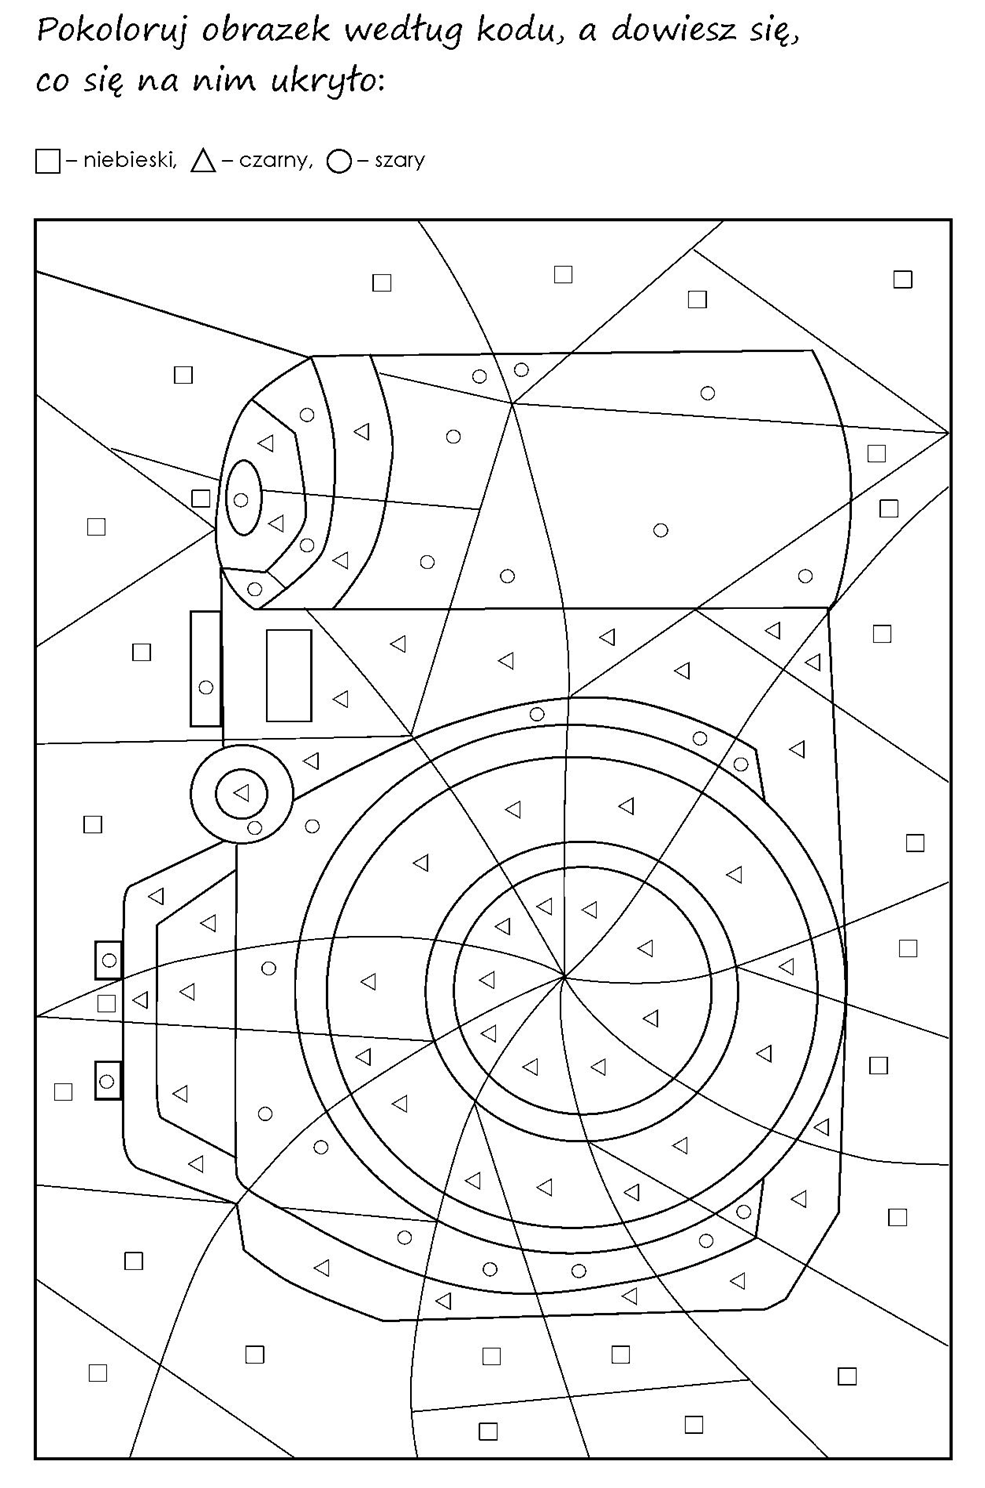 Pokoloruj obrazek według kodu, a dowiesz się,
co się na nim ukryło:
– niebieski, – czarny, – szary